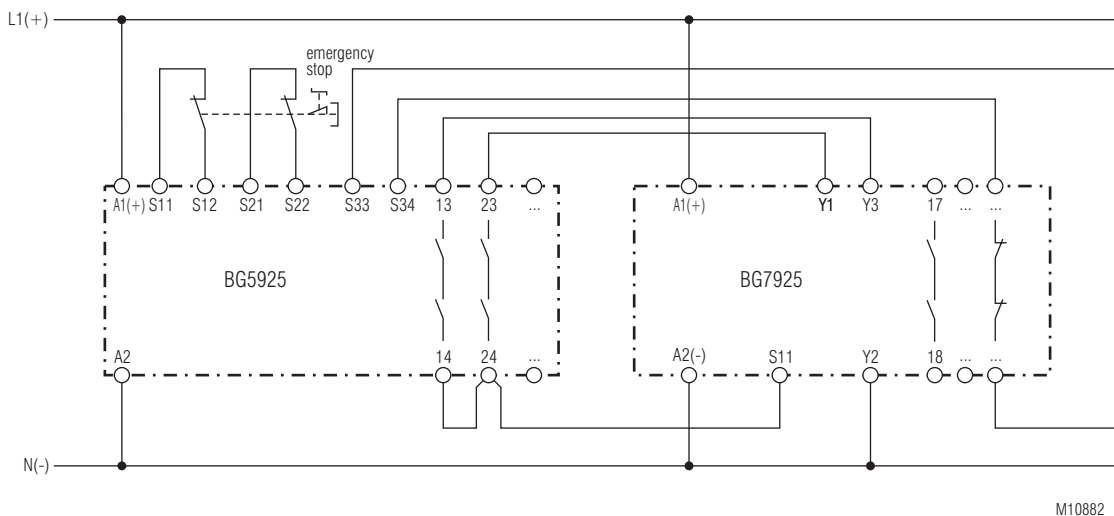 L1(+)
emergency
stop
A1(+) S11 S12 S21 S22 S33 S34 13 23 ...
A1(+) Y1 Y3 17 ... ...
BG5925
BG7925
A2 14 24 ...
A2(-) S11 Y2 18 ... ...
N(-)
M10882